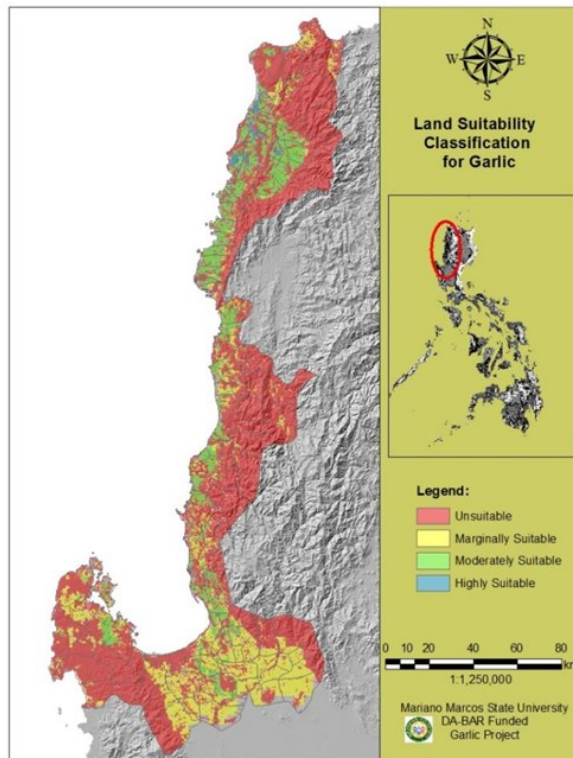 N
W E
S
Land Suitability
Classification
for Garlic
Legend:
Unsuitable
Marginally Suitable
Moderately Suitable
Highly Suitable
0 10 20 40 60 80
km
1:1,250,000
Mariano Marcos State University
DA-BAR Funded
Garlic Project